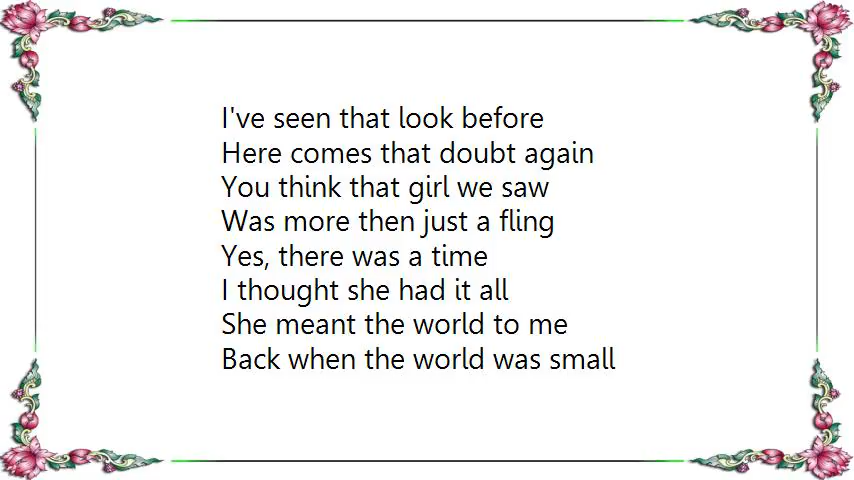 I've seen that look before
Here comes that doubt again
You think that girl we saw
Was more then just a fling
Yes, there was a time
I thought she had it all
She meant the world to me
Back when the world was small